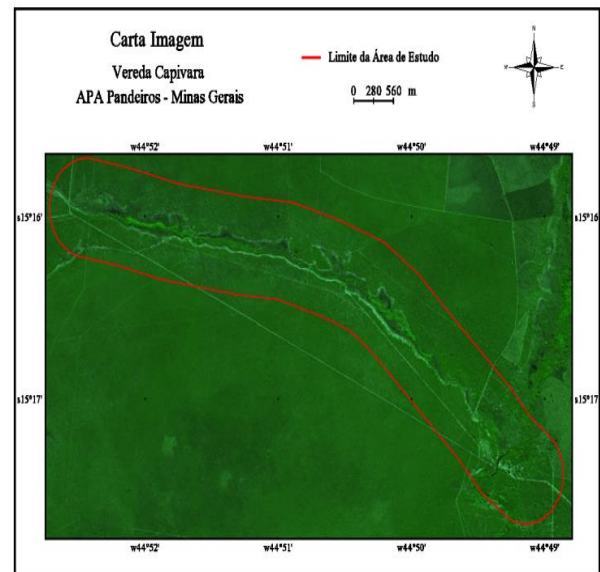 Carta Imagem
Vereda Capivara
APA Pandeiros - Minas Gerais
Limite da Área de Estudo
0 280 560 m
N
W E
S
w44°52' w44°51' w44°50' w44°49'
s15°16' s15°16'
s15°17' s15°17'
w44°52' w44°51' w44°50' w44°49'